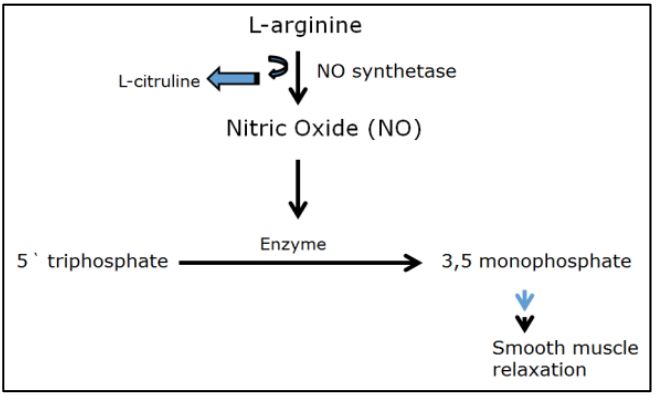 L-arginine
L-citruline
NO synthetase
Nitric Oxide (NO)
Enzyme
5 ` triphosphate
3,5 monophosphate
Smooth muscle
relaxation